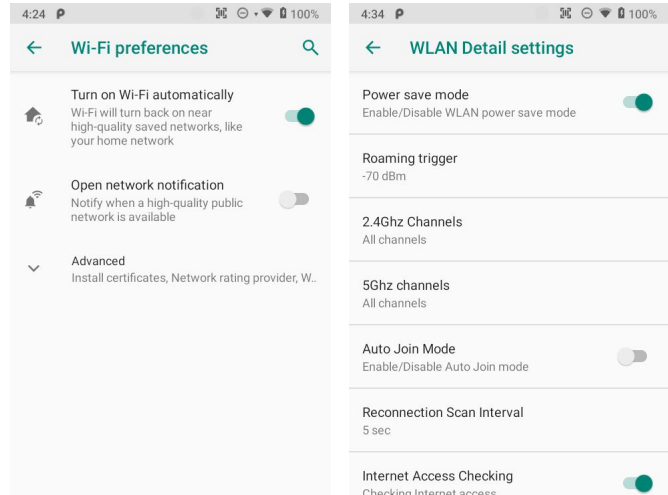 4:24 P 100%
Wi-Fi preferences
Turn on Wi-Fi automatically
Wi-Fi will turn back on near
high-quality saved networks, like
your home network
Open network notification
Notify when a high-quality public
network is available
Advanced
Install certificates, Network rating provider, W..
4:34 P 100%
WLAN Detail settings
Power save mode
Enable/Disable WLAN power save mode
Roaming trigger
-70 dBm
2.4Ghz Channels
All channels
5Ghz channels
All channels
Auto Join Mode
Enable/Disable Auto Join mode
Reconnection Scan Interval
5 sec
Internet Access Checking
Checking Internet access